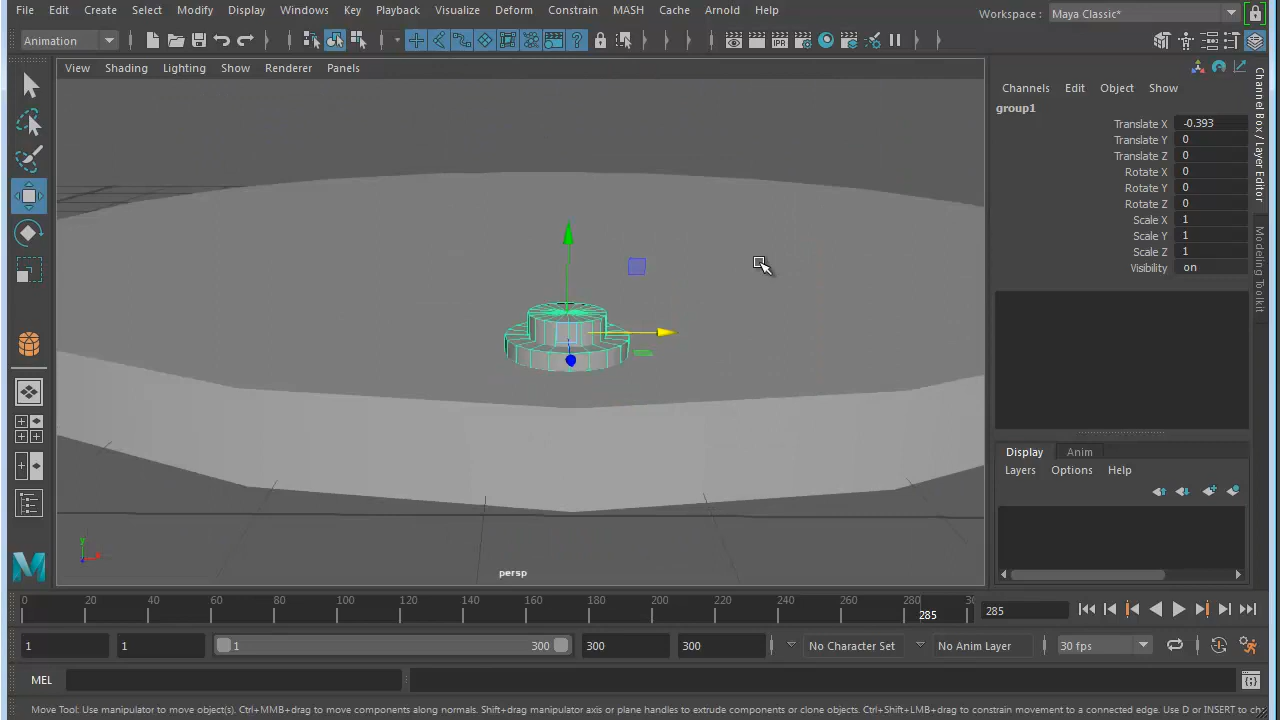 File Edit Create Select Modify Display Windows Key Playback Visualize Deform Constrain MASH Cache Arnold Help
Workspace : Maya Classic*
Animation
IPR
View Shading Lighting Show Renderer Panels
Channels Edit Object Show
group1
Translate X -0.393
Translate Y 0
Translate Z 0
Rotate X 0
Rotate Y 0
Rotate Z 0
Scale X 1
Scale Y 1
Scale Z 1
Visibility on
Channel Box / Layer Editor
Modeling Toolkit
Display Anim
Layers Options Help
y
persp
0 20 40 60 80 100 120 140 160 180 200 220 240 260 280 285
285
1 1 1 300 300 300 No Character Set No Anim Layer 30 fps
MEL
Move Tool: Use manipulator to move object(s). Ctrl+MMB+drag to move components along normals. Shift+drag manipulator axis or plane handles to extrude components or clone objects. Ctrl+Shift+LMB+drag to constrain movement to a connected edge. Use D or INSERT to